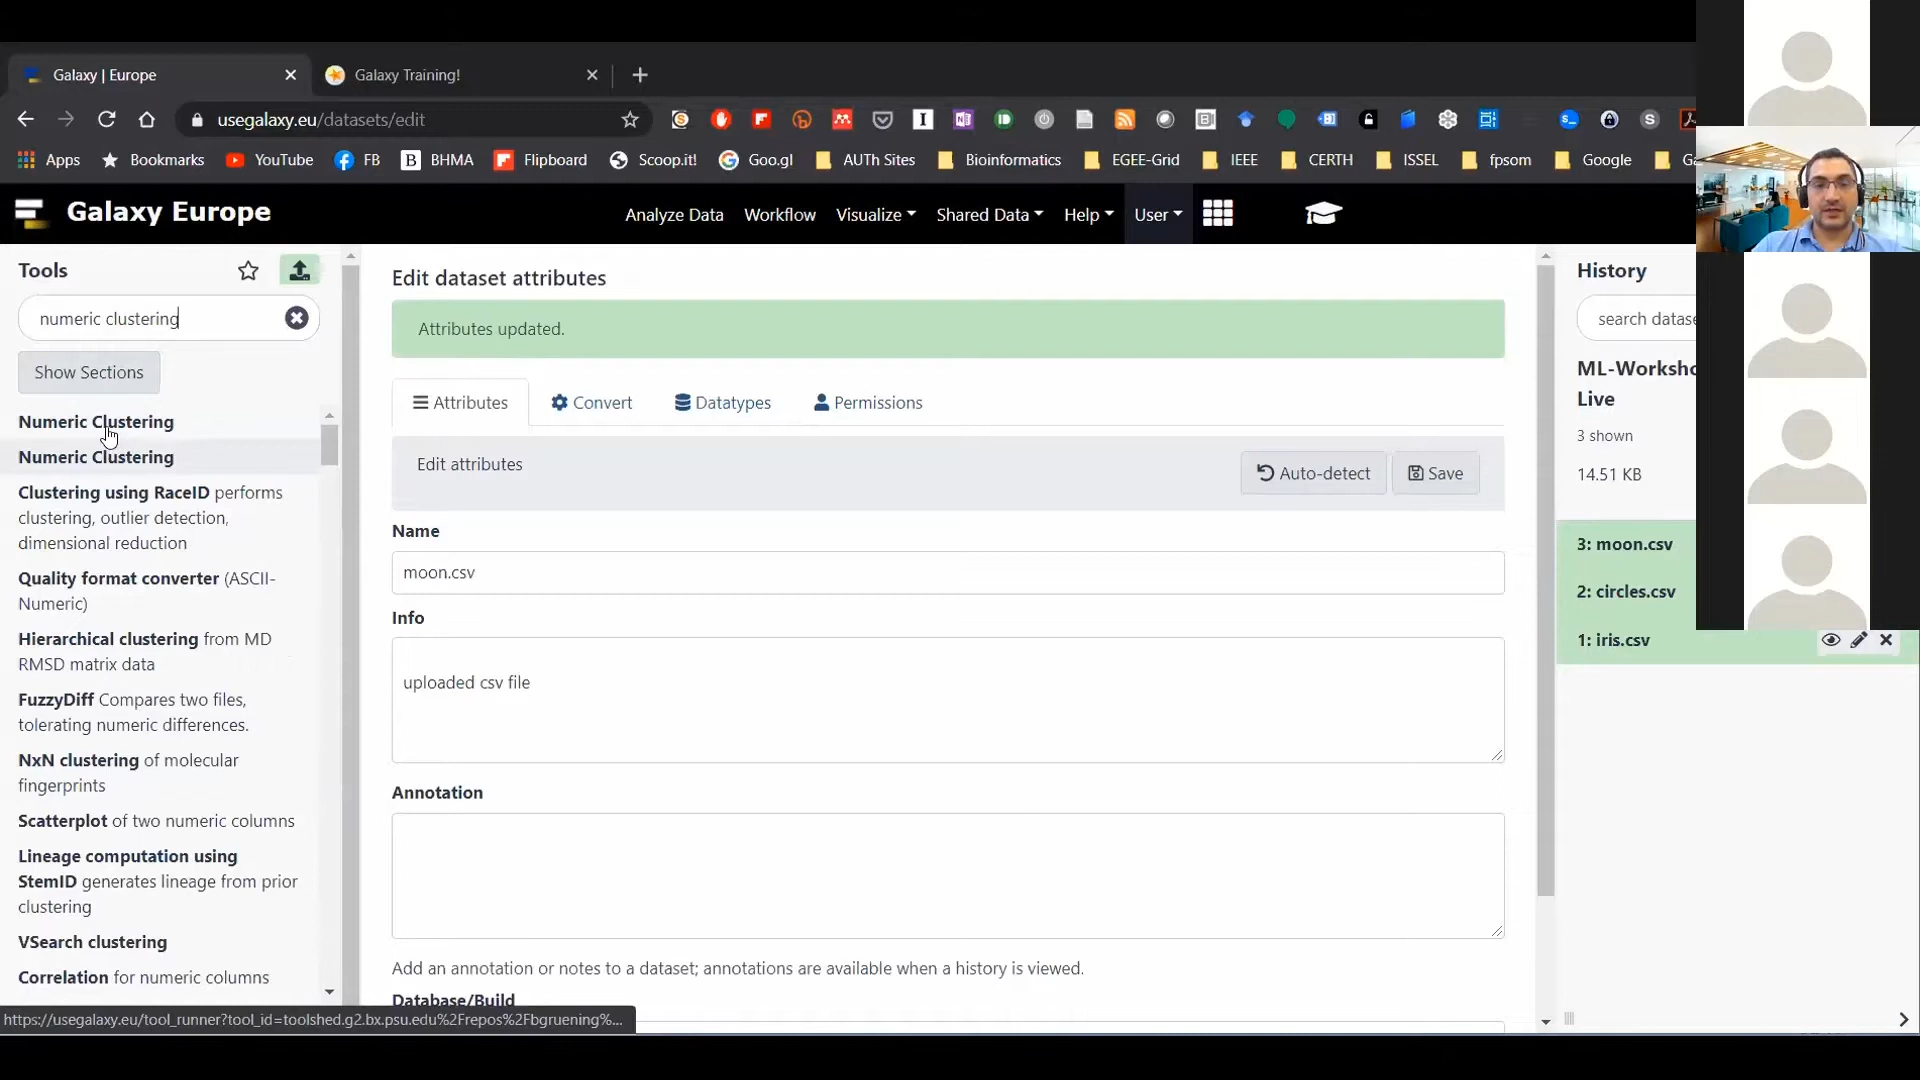 Galaxy | Europe
Galaxy Training!
usegalaxy.eu/datasets/edit
Apps
Bookmarks
YouTube
FB
BHMA
Flipboard
Scoop.it!
Goo.gl
AUTh Sites
Bioinformatics
EGEE-Grid
IEEE
CERTH
ISSEL
fpsom
Google
Galaxy Europe
Analyze Data
Workflow
Visualize
Shared Data
Help
User
Tools
numeric clustering
Show Sections
Numeric Clustering
Numeric Clustering
Clustering using RaceID performs
clustering, outlier detection,
dimensional reduction
Quality format converter (ASCII-
Numeric)
Hierarchical clustering from MD
RMSD matrix data
FuzzyDiff Compares two files,
tolerating numeric differences.
NxN clustering of molecular
fingerprints
Scatterplot of two numeric columns
Lineage computation using
StemID generates lineage from prior
clustering
VSearch clustering
Correlation for numeric columns
https://usegalaxy.eu/tool_runner?tool_id=toolshed.g2.bx.psu.edu%2Frepos%2Fbgruening%...
Edit dataset attributes
Attributes updated.
Attributes
Convert
Datatypes
Permissions
Edit attributes
Auto-detect
Save
Name
moon.csv
Info
uploaded csv file
Annotation
Add an annotation or notes to a dataset; annotations are available when a history is viewed.
Database/Build
History
search datase
ML-Worksho
Live
3 shown
14.51 KB
3: moon.csv
2: circles.csv
1: iris.csv